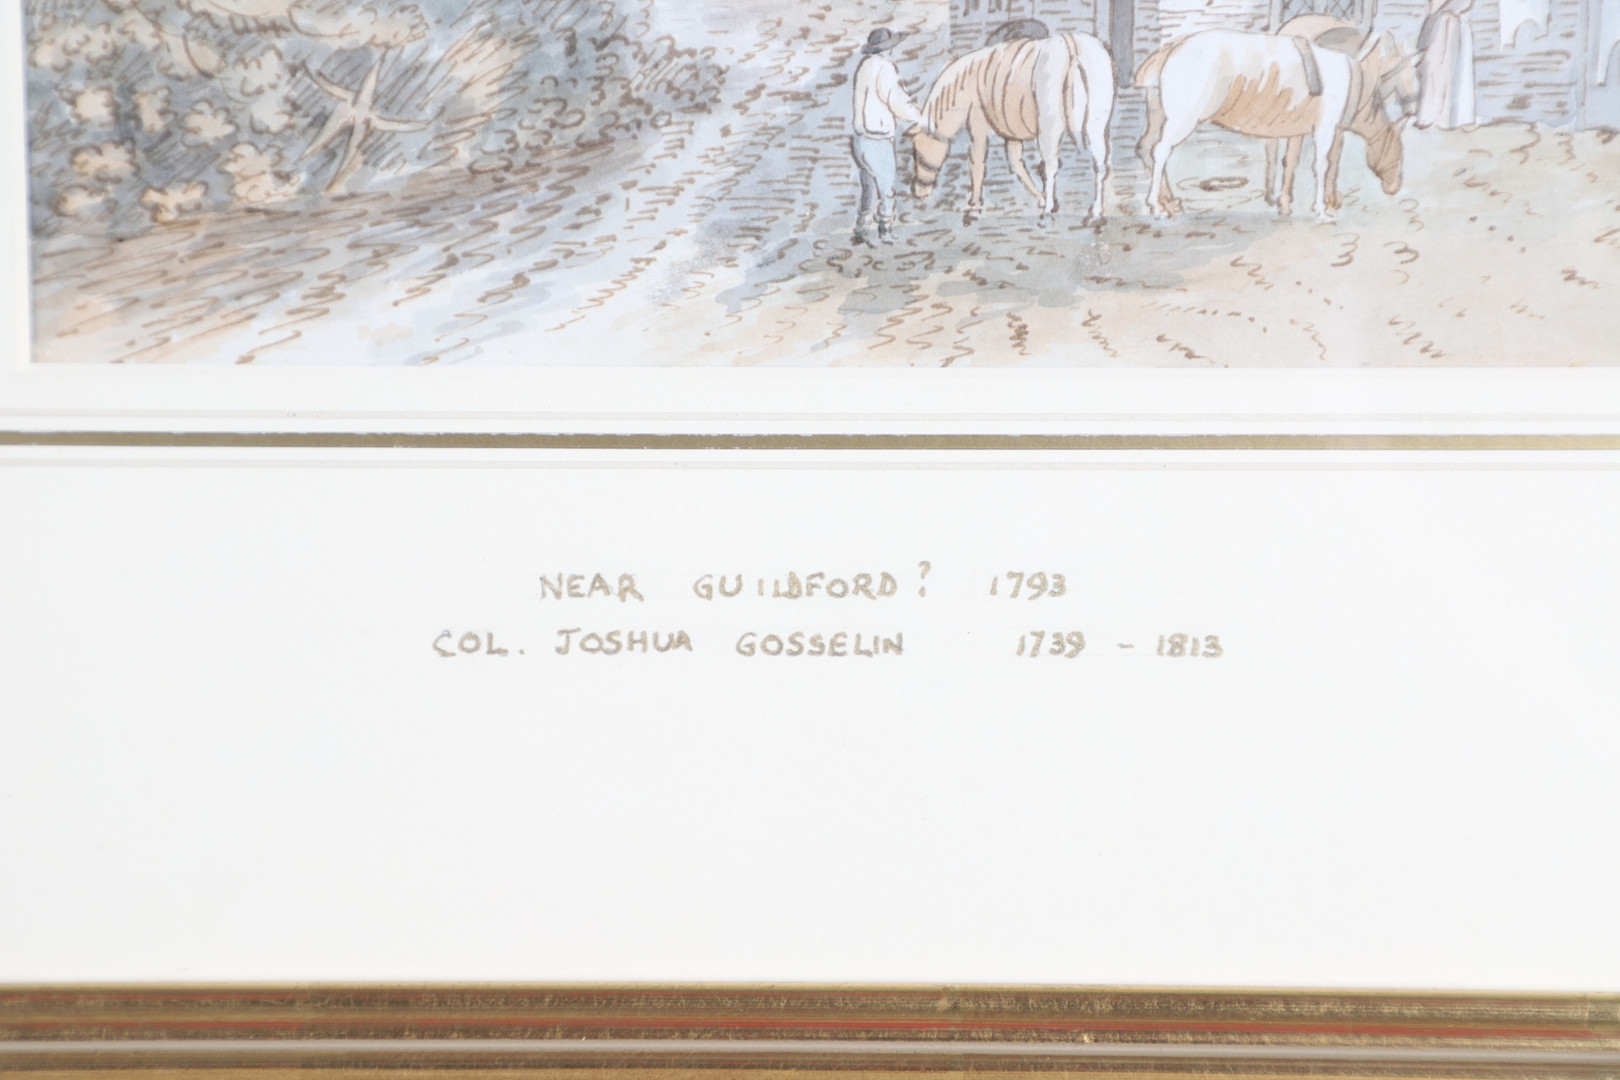 NEAR GUILDFORD? 1793
COL. JOSHUA GOSSELIN 1739 - 1813